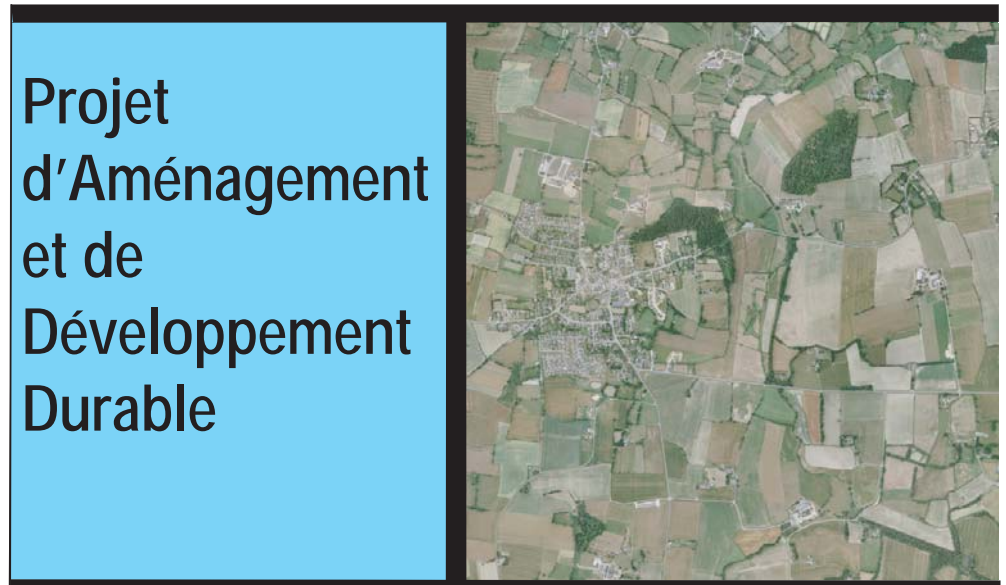 Projet
d'Aménagement
et de
Développement
Durable